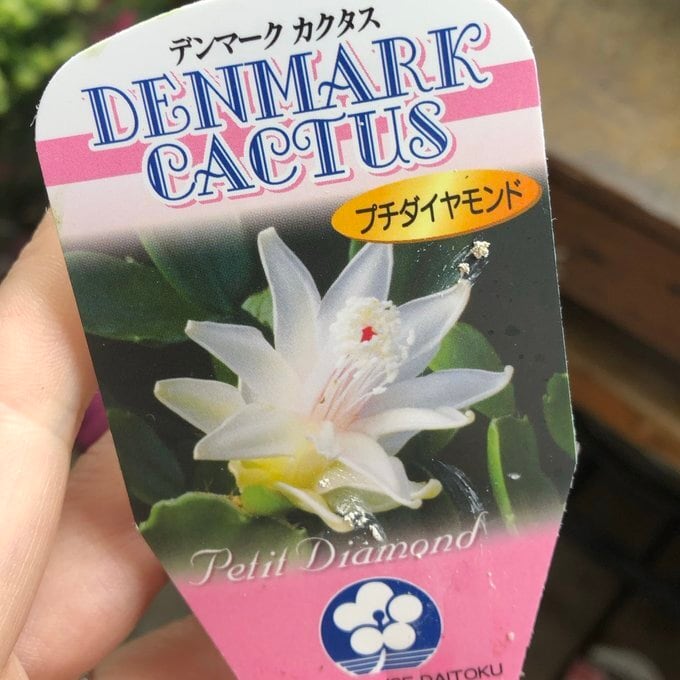 デンマーク カクタス
DENMARK
CACTUS
プチダイヤモンド
Petit Diamond
DAITOKU